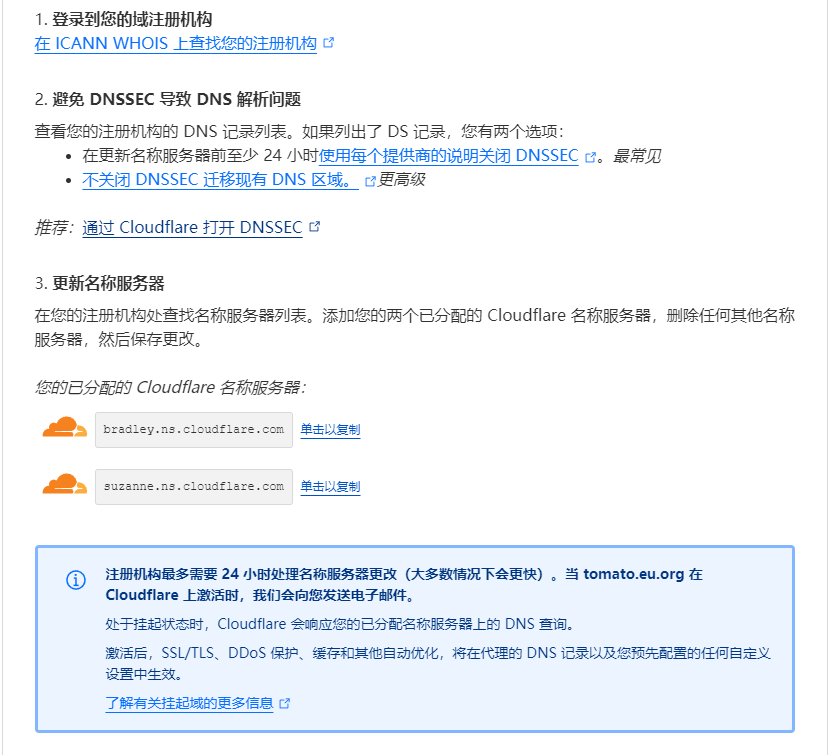 1. 登录到您的域注册机构
在 ICANN WHOIS 上查找您的注册机构
2. 避免 DNSSEC 导致 DNS 解析问题
查看您的注册机构的 DNS 记录列表。如果列出了 DS 记录，您有两个选项：
• 在更新名称服务器前至少 24 小时使用每个提供商的说明关闭 DNSSEC 。最常见
• 不关闭 DNSSEC 迁移现有 DNS 区域。 更高级
推荐：通过 Cloudflare 打开 DNSSEC
3. 更新名称服务器
在您的注册机构处查找名称服务器列表。添加您的两个已分配的 Cloudflare 名称服务器，删除任何其他名称
服务器，然后保存更改。
您的已分配的 Cloudflare 名称服务器：
bradley.ns.cloudflare.com 单击以复制
suzanne.ns.cloudflare.com 单击以复制
注册机构最多需要 24 小时处理名称服务器更改（大多数情况下会更快）。当 tomato.eu.org 在
Cloudflare 上激活时，我们会向您发送电子邮件。
处于挂起状态时，Cloudflare 会响应您的已分配名称服务器上的 DNS 查询。
激活后，SSL/TLS、DDoS 保护、缓存和其他自动优化，将在代理的 DNS 记录以及您预先配置的任何自定义
设置中生效。
了解有关挂起域的更多信息